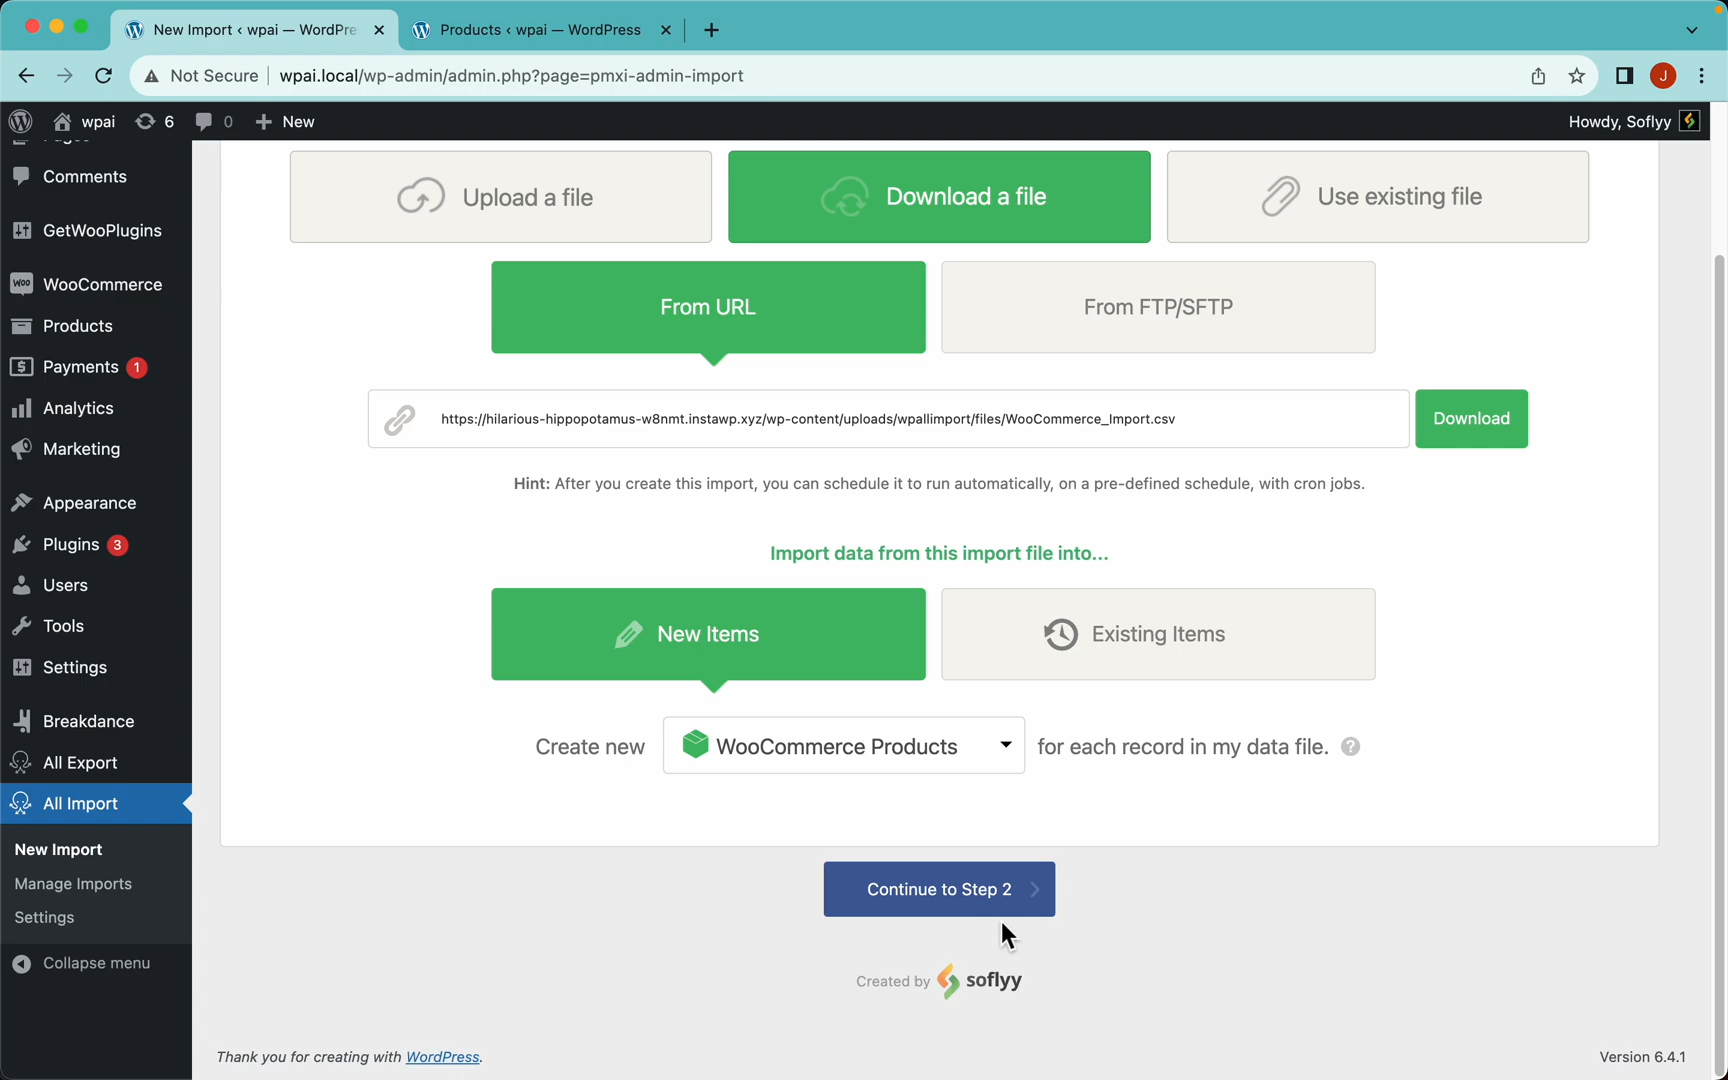 New Import ‹ wpai — WordPre
Products ‹ wpai — WordPress
Not Secure
wpai.local/wp-admin/admin.php?page=pmxi-admin-import
J
wpai
6
0
New
Howdy, Soflyy
Pages
Comments
GetWooPlugins
WooCommerce
Products
Payments 1
Analytics
Marketing
Appearance
Plugins 3
Users
Tools
Settings
Breakdance
All Export
All Import
New Import
Manage Imports
Settings
Collapse menu
Upload a file
Download a file
Use existing file
From URL
From FTP/SFTP
https://hilarious-hippopotamus-w8nmt.instawp.xyz/wp-content/uploads/wpallimport/files/WooCommerce_Import.csv
Download
Hint: After you create this import, you can schedule it to run automatically, on a pre-defined schedule, with cron jobs.
Import data from this import file into...
New Items
Existing Items
Create new
WooCommerce Products
for each record in my data file. ?
Continue to Step 2
Created by soflyy
Thank you for creating with WordPress.
Version 6.4.1